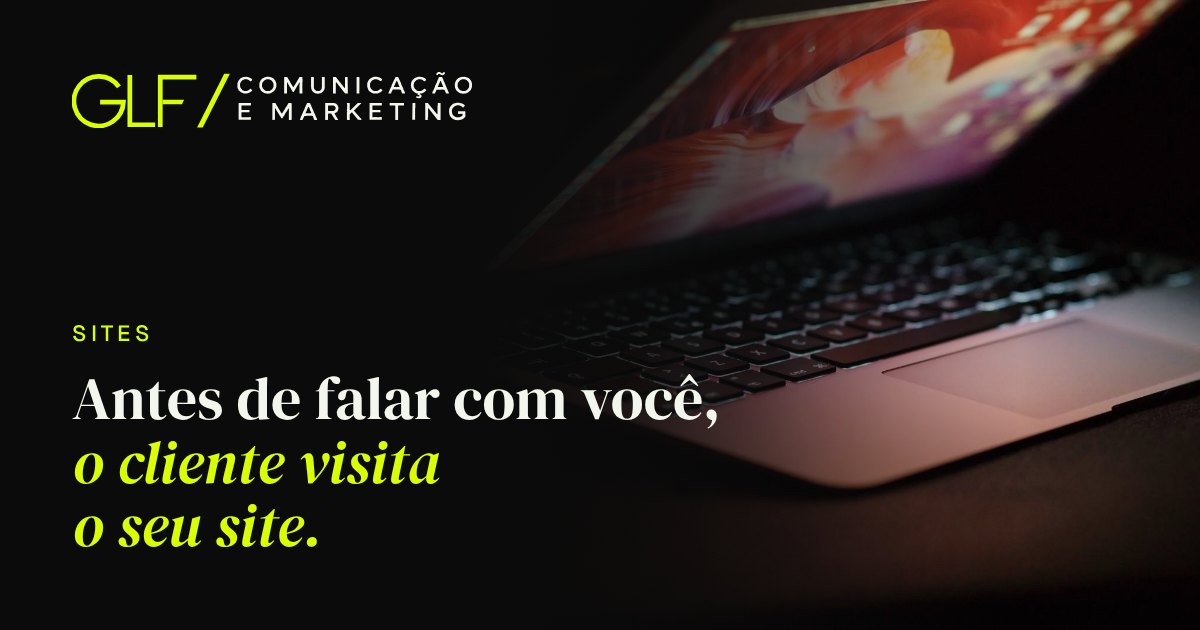 GLF/ COMUNICAÇÃO
E MARKETING
SITES
Antes de falar com você,
o cliente visita
o seu site.